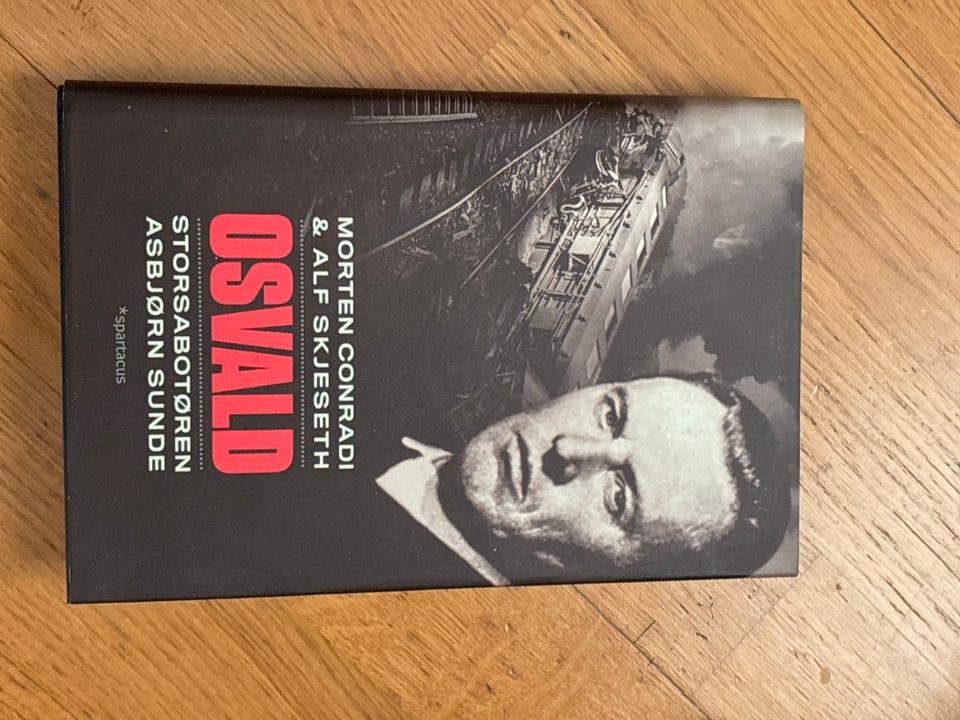 MORTEN CONRADI
& ALF SKJESETH
OSVALD
STORSABOTØREN
ASBJØRN SUNDE
*spartacus